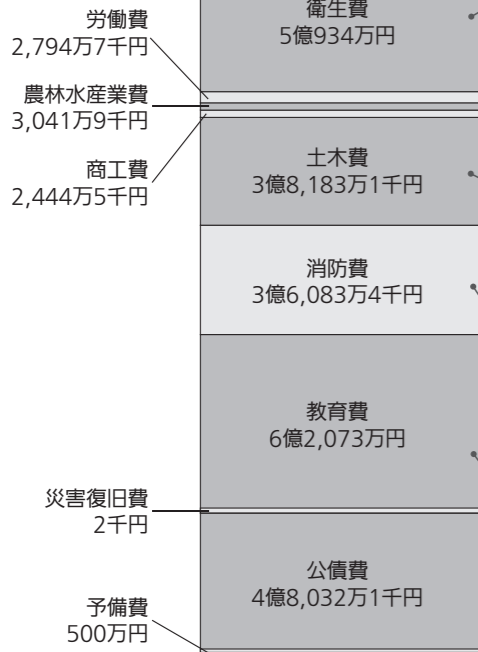 衛生費
5億934万円
労働費
2,794万7千円
農林水産業費
3,041万9千円
商工費
2,444万5千円
土木費
3億8,183万1千円
消防費
3億6,083万4千円
教育費
6億2,073万円
災害復旧費
2千円
公債費
4億8,032万1千円
予備費
500万円